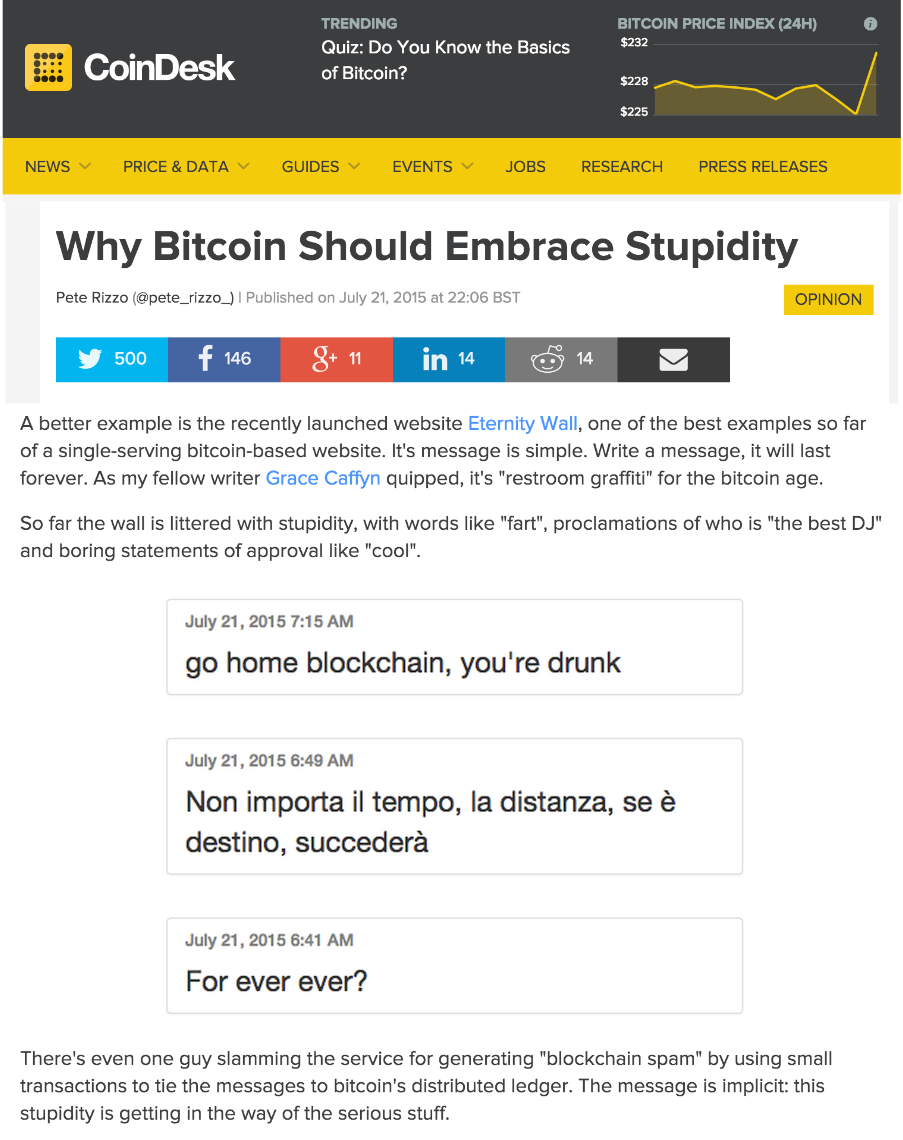 CoinDesk
TRENDING
Quiz: Do You Know the Basics
of Bitcoin?
BITCOIN PRICE INDEX (24H)
$232
$228
$225
NEWS
PRICE & DATA
GUIDES
EVENTS
JOBS
RESEARCH
PRESS RELEASES
Why Bitcoin Should Embrace Stupidity
Pete Rizzo (@pete_rizzo_) | Published on July 21, 2015 at 22:06 BST
OPINION
500
146
11
14
14
A better example is the recently launched website Eternity Wall, one of the best examples so far
of a single-serving bitcoin-based website. It's message is simple. Write a message, it will last
forever. As my fellow writer Grace Caffyn quipped, it's "restroom graffiti" for the bitcoin age.
So far the wall is littered with stupidity, with words like "fart", proclamations of who is "the best DJ"
and boring statements of approval like "cool".
July 21, 2015 7:15 AM
go home blockchain, you're drunk
July 21, 2015 6:49 AM
Non importa il tempo, la distanza, se è
destino, succederà
July 21, 2015 6:41 AM
For ever ever?
There's even one guy slamming the service for generating "blockchain spam" by using small
transactions to tie the messages to bitcoin's distributed ledger. The message is implicit: this
stupidity is getting in the way of the serious stuff.